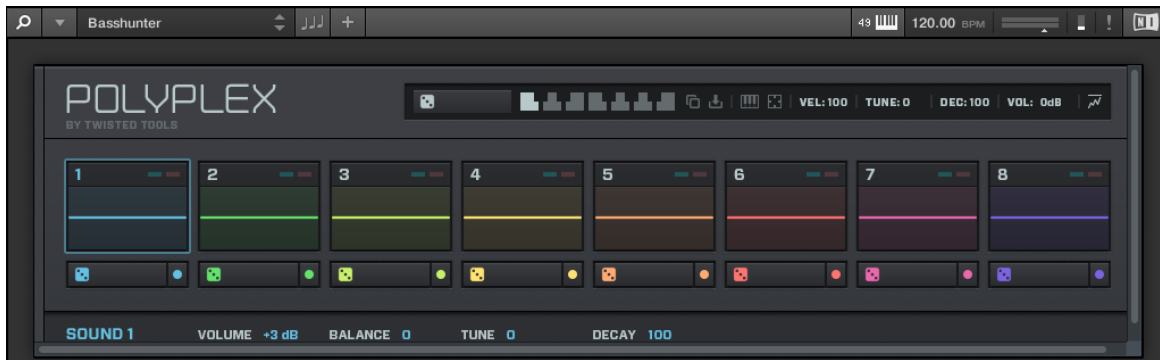 Basshunter
49
120.00 BPM
NI
POLYPLEX
BY TWISTED TOOLS
VEL: 100 TUNE: 0 DEC: 100 VOL: 0dB
1 2 3 4 5 6 7 8
SOUND 1 VOLUME +3 dB BALANCE 0 TUNE 0 DECAY 100